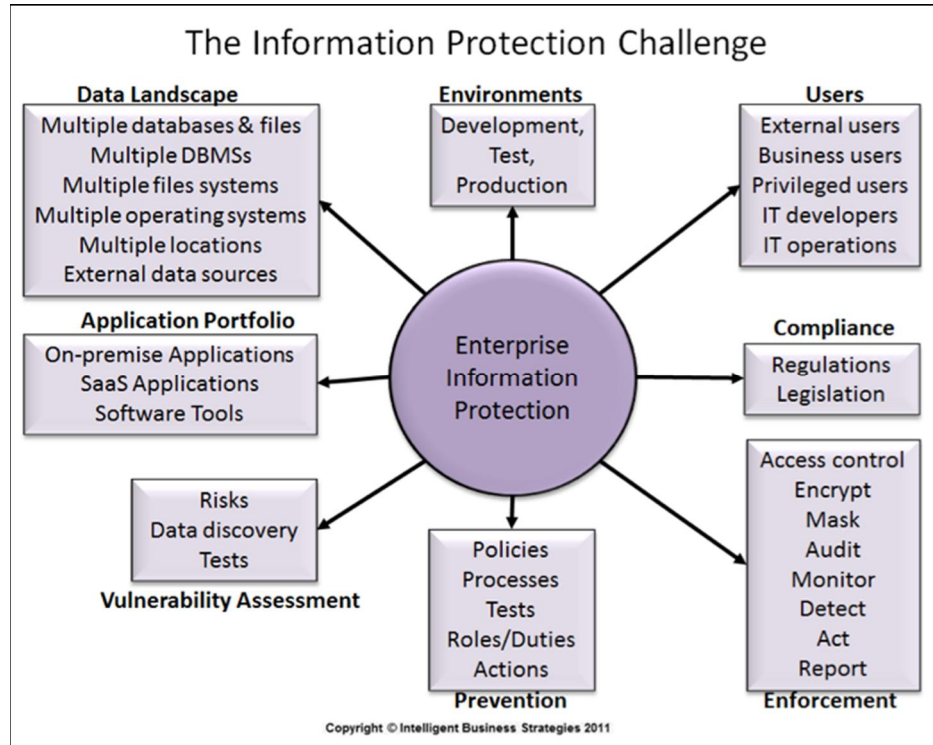 The Information Protection Challenge
Data Landscape
Multiple databases & files
Multiple DBMSs
Multiple files systems
Multiple operating systems
Multiple locations
External data sources
Environments
Development,
Test,
Production
Users
External users
Business users
Privileged users
IT developers
IT operations
Application Portfolio
On-premise Applications
SaaS Applications
Software Tools
Enterprise
Information
Protection
Compliance
Regulations
Legislation
Risks
Data discovery
Tests
Vulnerability Assessment
Policies
Processes
Tests
Roles/Duties
Actions
Prevention
Access control
Encrypt
Mask
Audit
Monitor
Detect
Act
Report
Enforcement
Copyright © Intelligent Business Strategies 2011